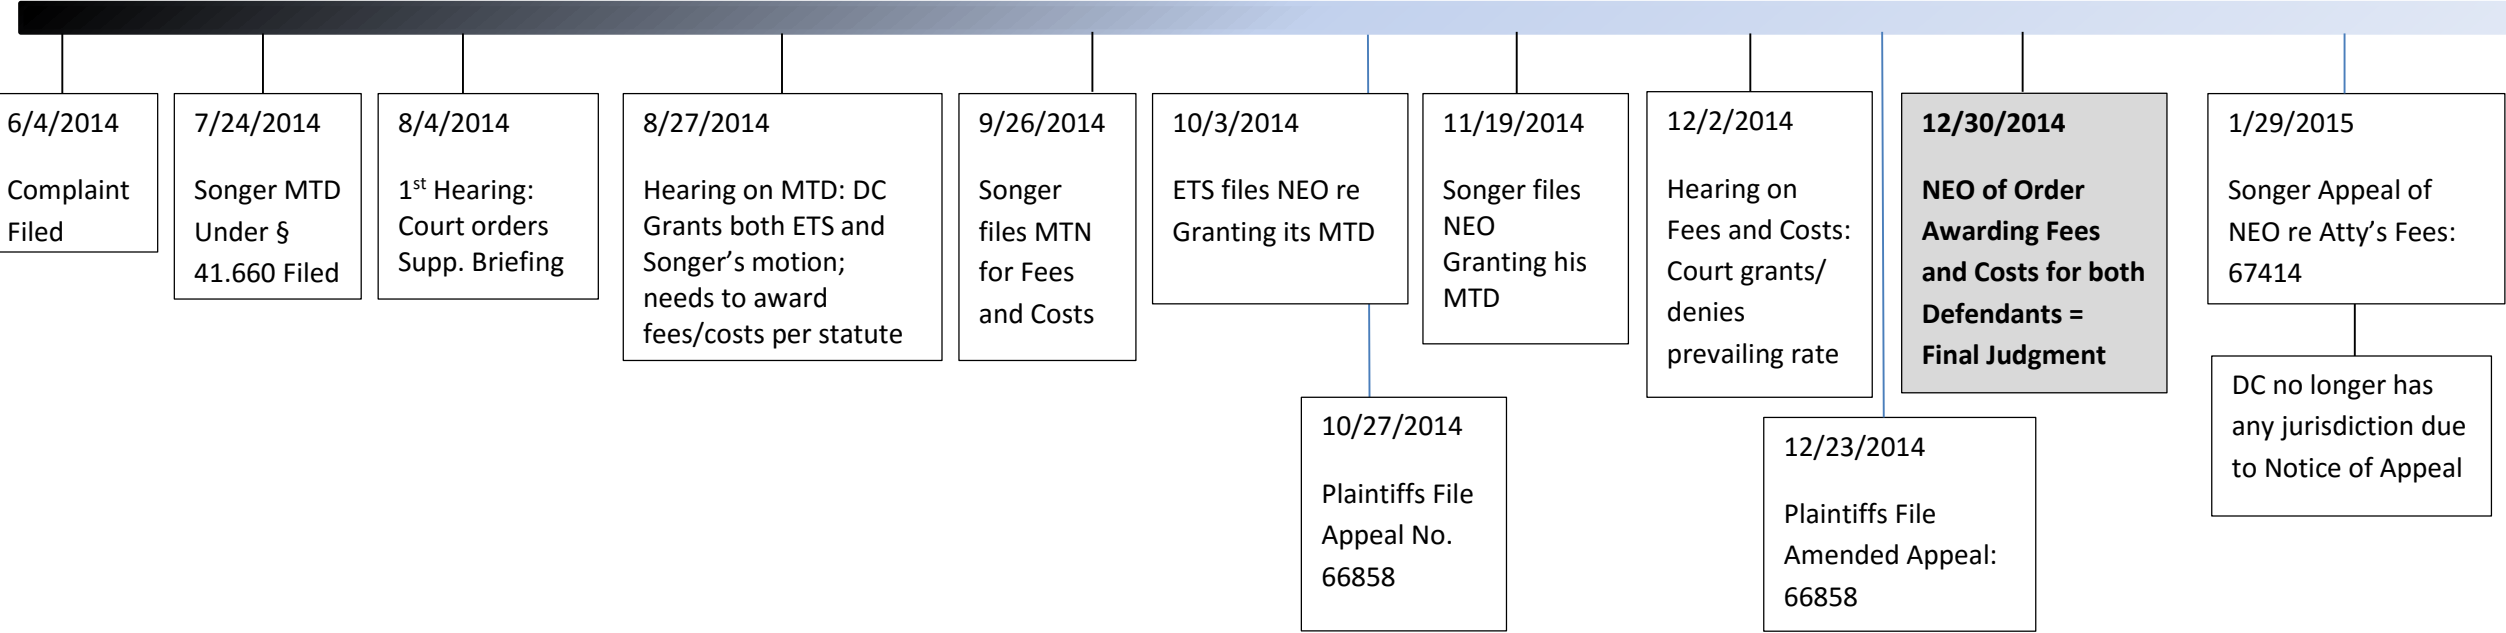 6/4/2014
Complaint
Filed
7/24/2014
Songer MTD
Under §
41.660 Filed
8/4/2014
1st Hearing:
Court orders
Supp. Briefing
8/27/2014
Hearing on MTD: DC
Grants both ETS and
Songer’s motion;
needs to award
fees/costs per statute
9/26/2014
Songer
files MTN
for Fees
and Costs
10/3/2014
ETS files NEO re
Granting its MTD
10/27/2014
Plaintiffs File
Appeal No.
66858
11/19/2014
Songer files
NEO
Granting his
MTD
12/2/2014
Hearing on
Fees and Costs:
Court grants/
denies
prevailing rate
12/23/2014
Plaintiffs File
Amended Appeal:
66858
12/30/2014
NEO of Order
Awarding Fees
and Costs for both
Defendants =
Final Judgment
1/29/2015
Songer Appeal of
NEO re Atty’s Fees:
67414
DC no longer has
any jurisdiction due
to Notice of Appeal